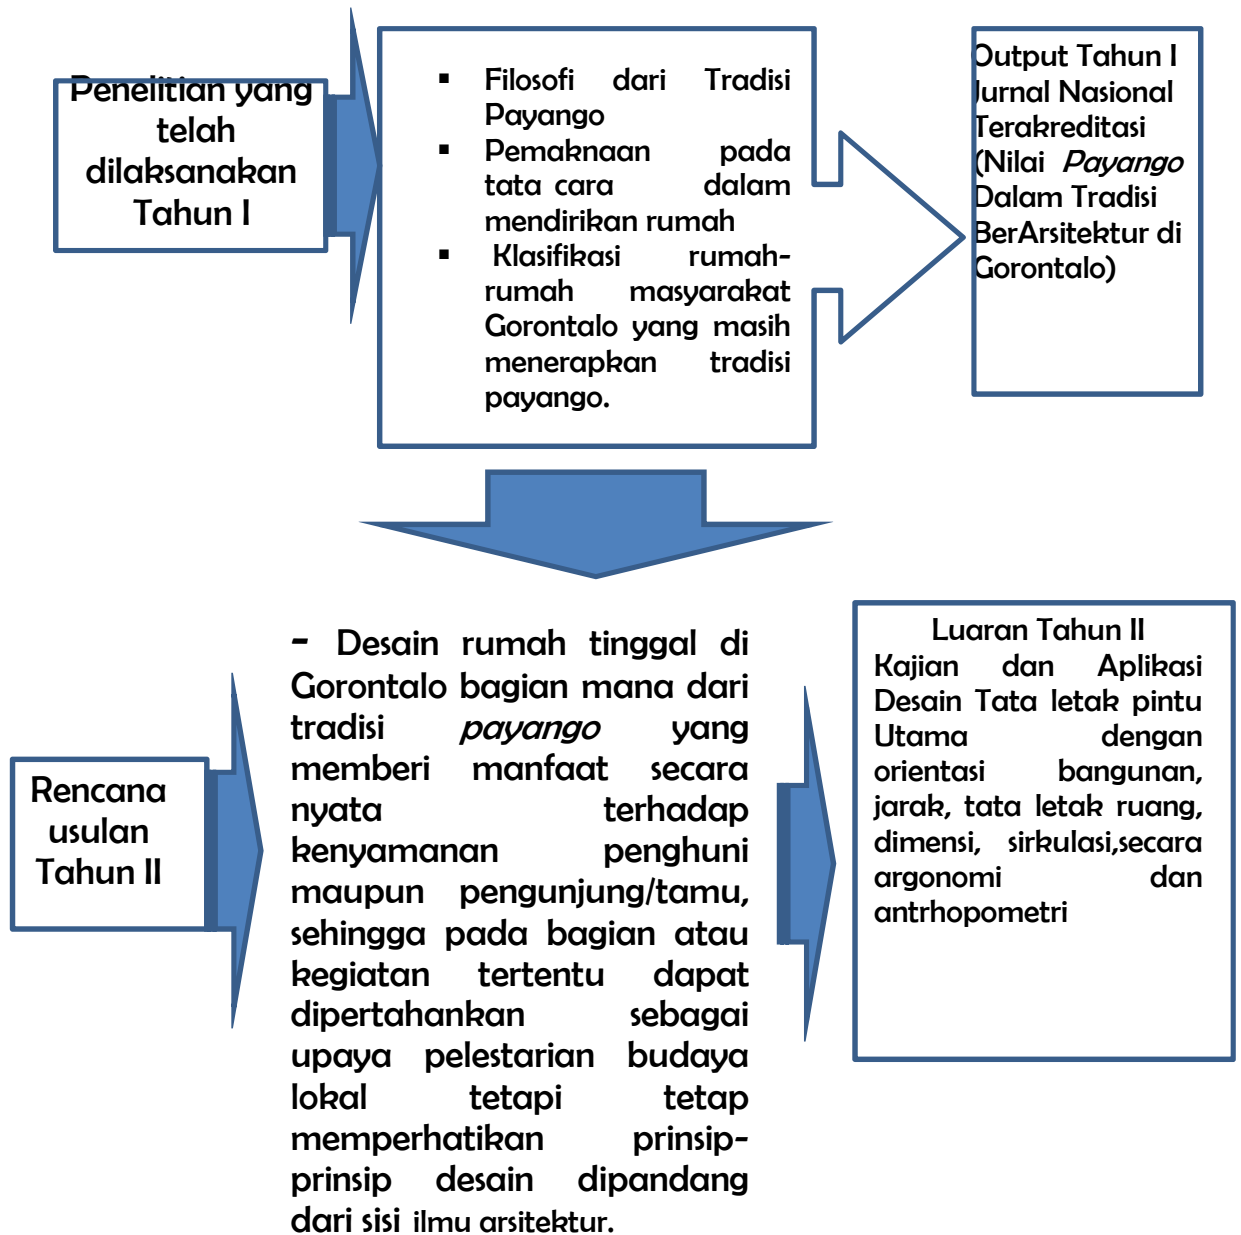 Penelitian yang
telah
dilaksanakan
Tahun I
▪ Filosofi dari Tradisi
Payango
▪ Pemaknaan pada
tata cara dalam
mendirikan rumah
▪ Klasifikasi rumah-
rumah masyarakat
Gorontalo yang masih
menerapkan tradisi
payango.
Output Tahun I
Jurnal Nasional
Terakreditasi
(Nilai Payango
Dalam Tradisi
BerArsitektur di
Gorontalo)
Rencana
usulan
Tahun II
- Desain rumah tinggal di
Gorontalo bagian mana dari
tradisi payango yang
memberi manfaat secara
nyata terhadap
kenyamanan penghuni
maupun pengunjung/tamu,
sehingga pada bagian atau
kegiatan tertentu dapat
dipertahankan sebagai
upaya pelestarian budaya
lokal tetapi tetap
memperhatikan prinsip-
prinsip desain dipandang
dari sisi ilmu arsitektur.
Luaran Tahun II
Kajian dan Aplikasi
Desain Tata letak pintu
Utama dengan
orientasi bangunan,
jarak, tata letak ruang,
dimensi, sirkulasi,secara
argonomi dan
antrhopometri